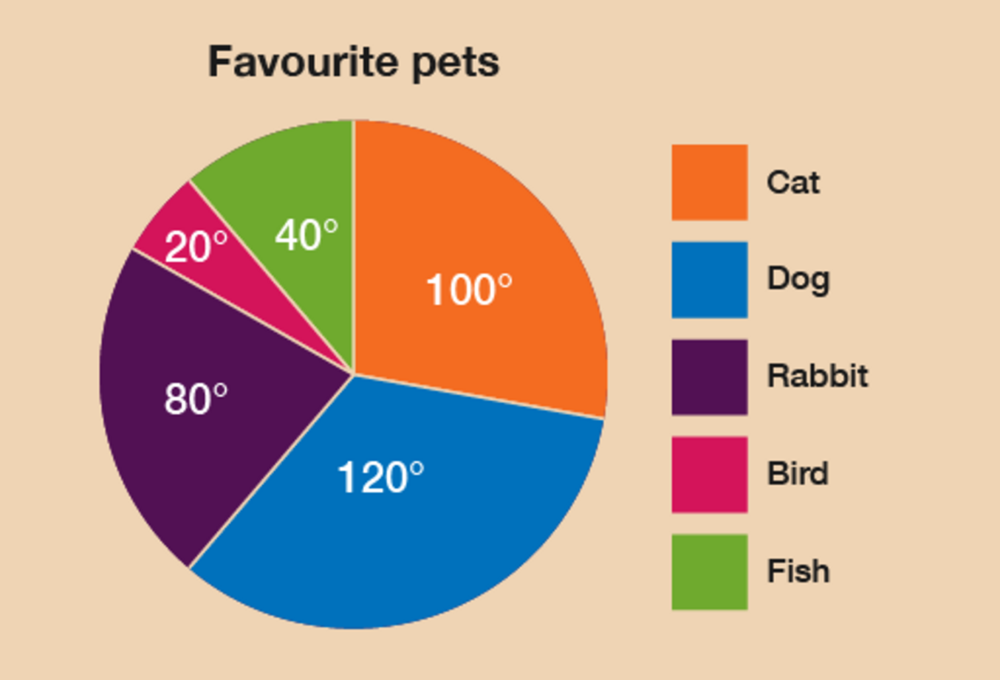 Favourite pets
40°
20°
100°
80°
120°
Cat
Dog
Rabbit
Bird
Fish